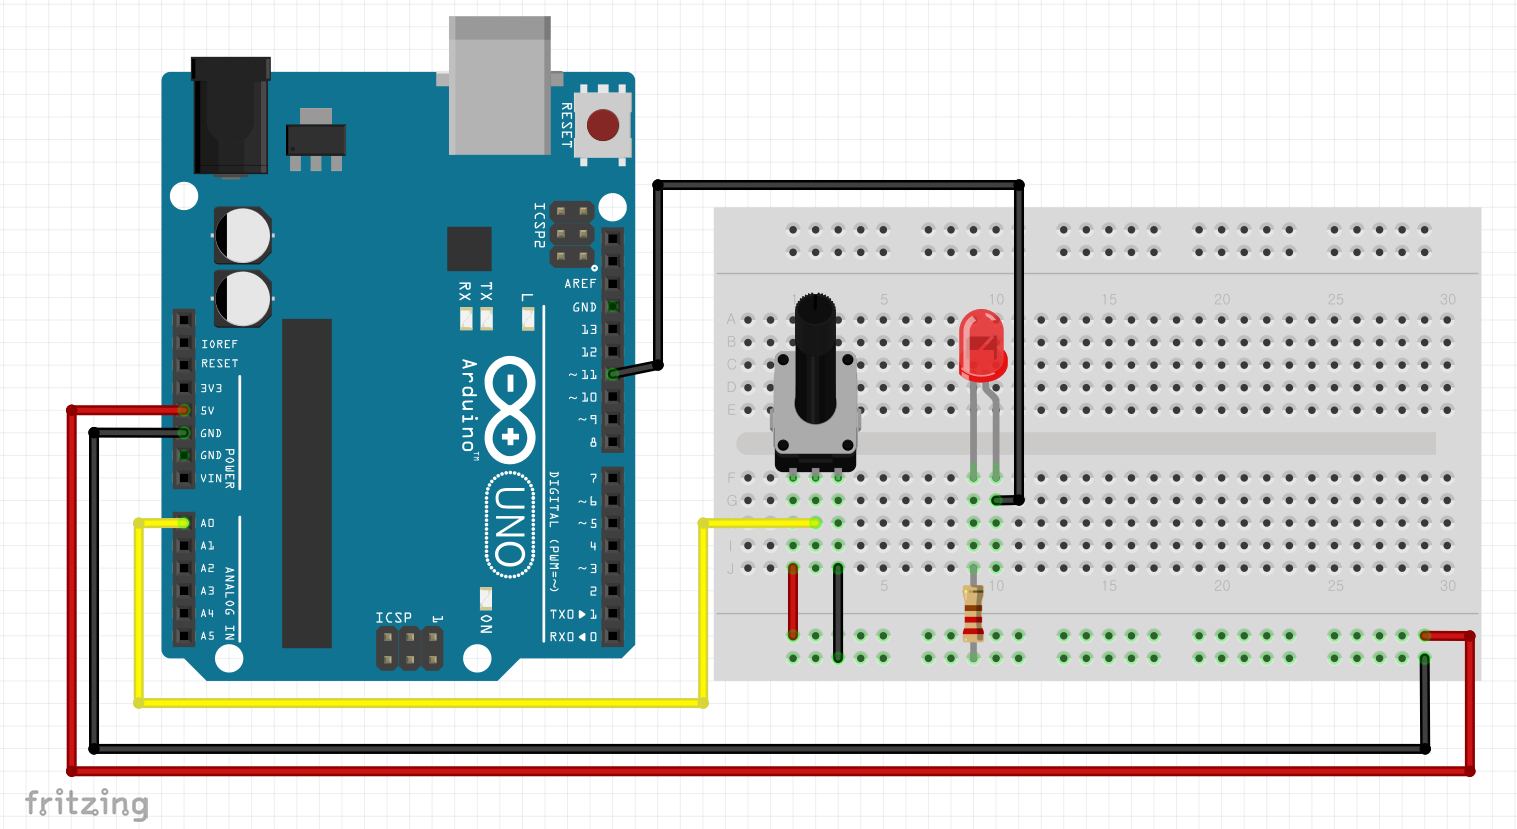 RESET
ICSP2
AREF
GND
13
12
~11
~10
~9
8
7
~6
~5
4
~3
2
TX0▶1
RX0◀0
RX
TX
L
IOREF
RESET
3V3
5V
GND
GND
VIN
POWER
A0
A1
A2
A3
A4
A5
ANALOG IN
Arduino™
UNO
DIGITAL (PWM=~)
ICSP
1
ON
1 5 10 15 20 25 30
A
B
C
D
E
F
G
I
J
5 10 15 20 25 30
fritzing